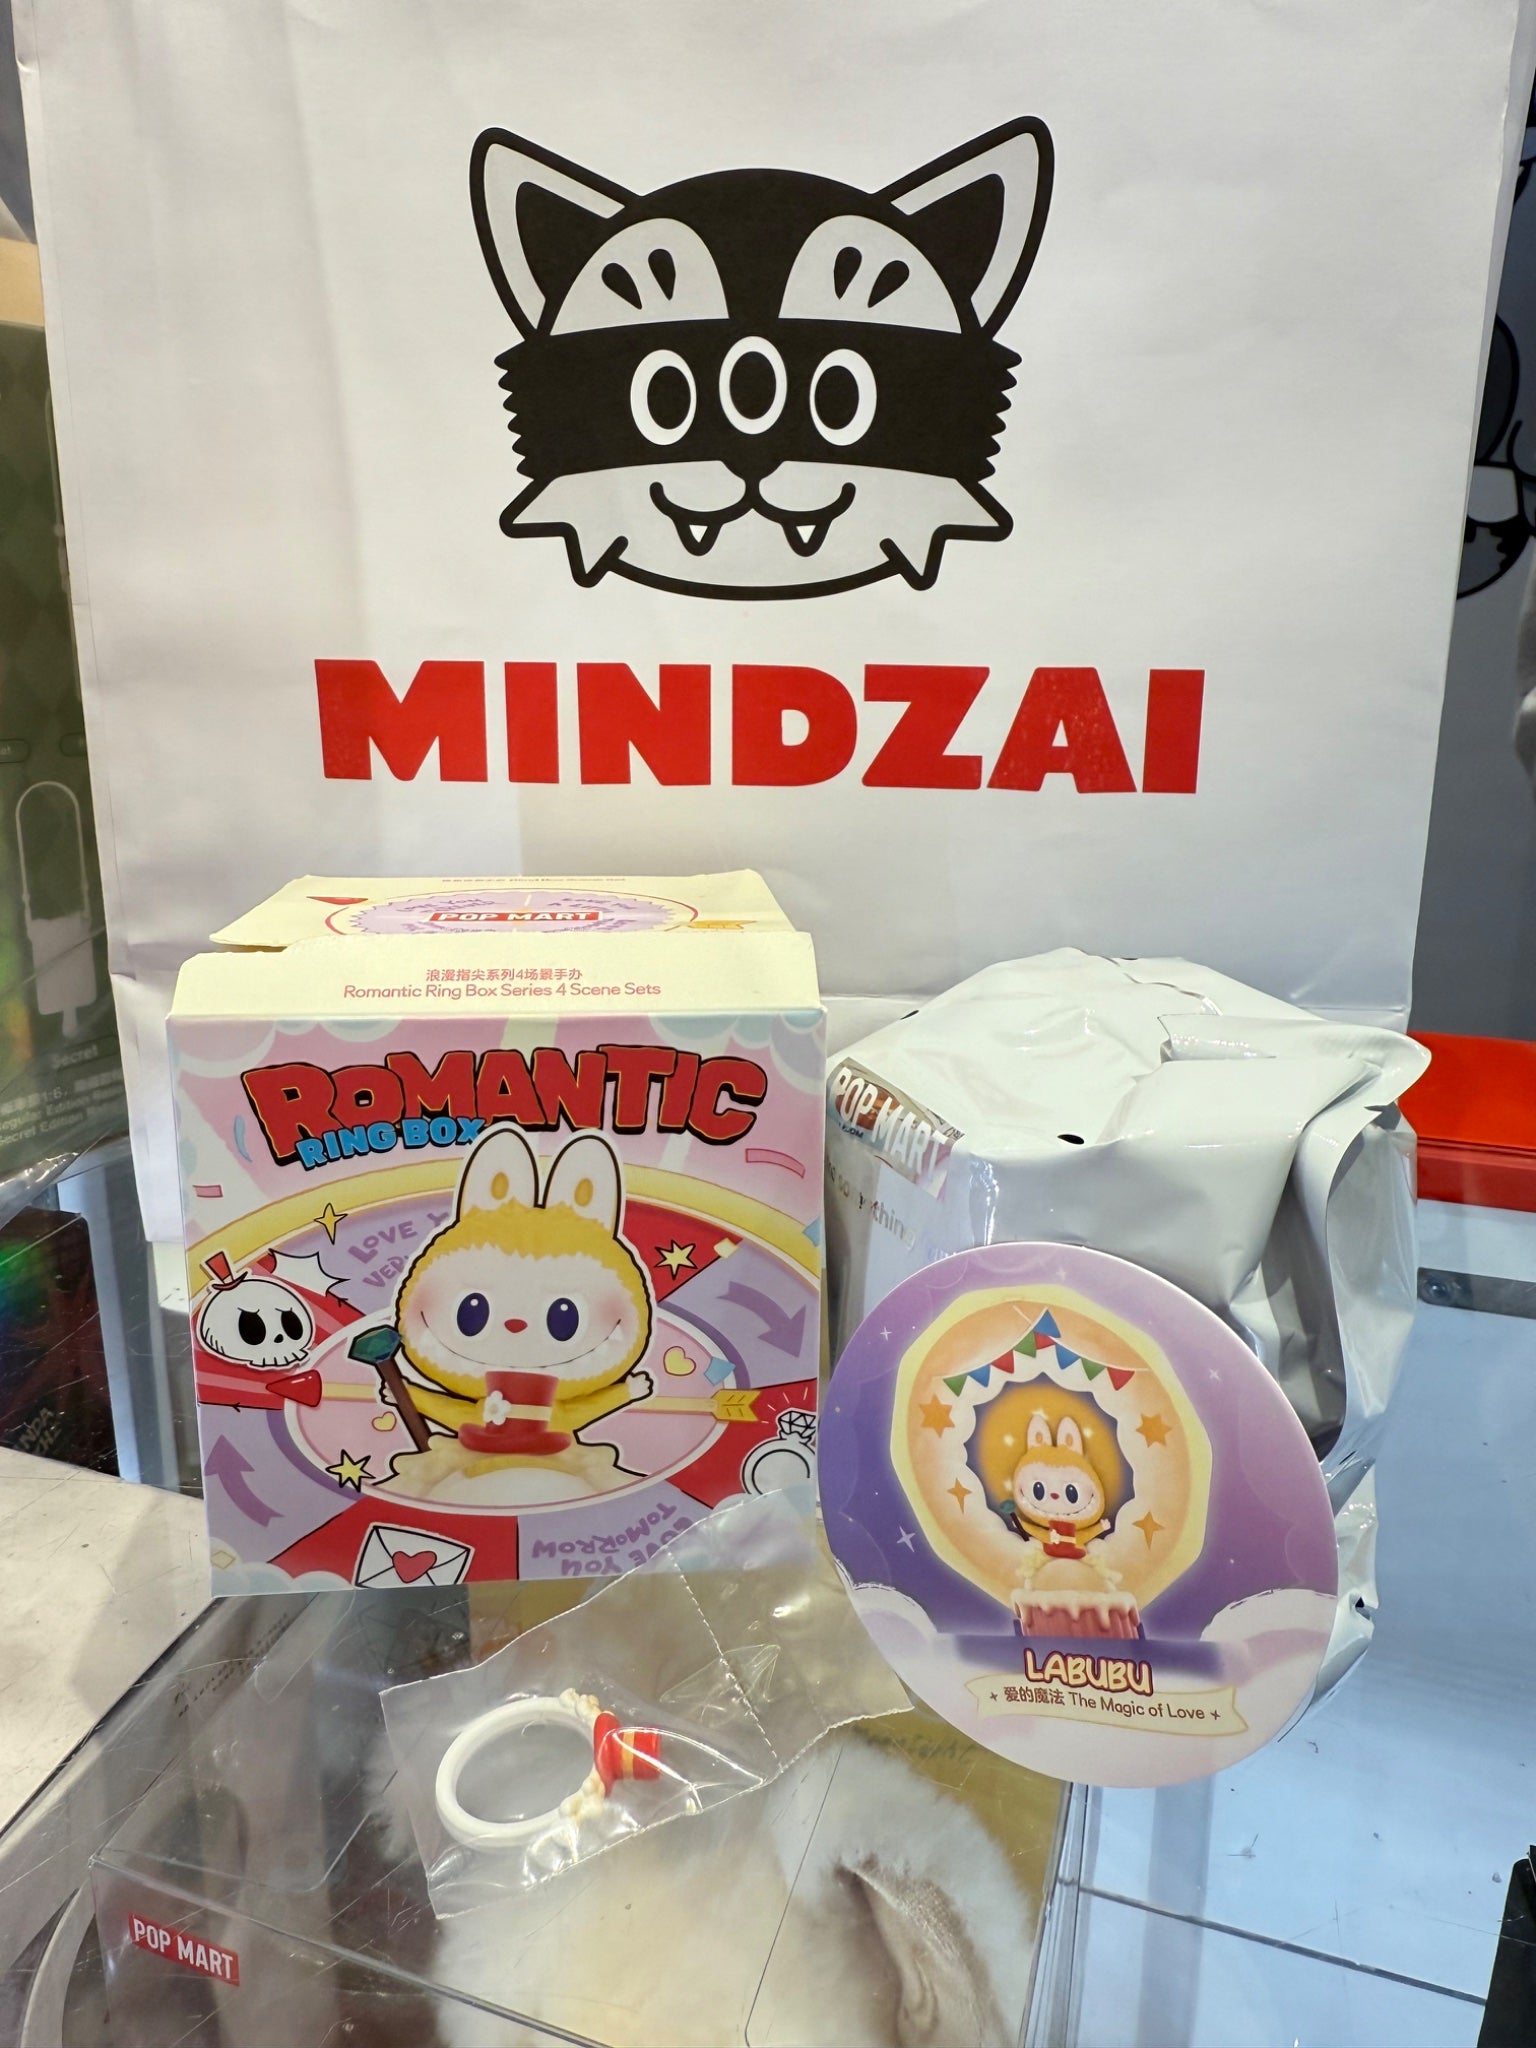 MINDZAI
POP MART
浪漫指尖系列4场景手办
Romantic Ring Box Series 4 Scene Sets
ROMANTIC
RING BOX
LOVE Y
LOVE YOU
TOMORROW
POP MART
thing
LABUBU
爱的魔法 The Magic of Love
POP MART
Secret